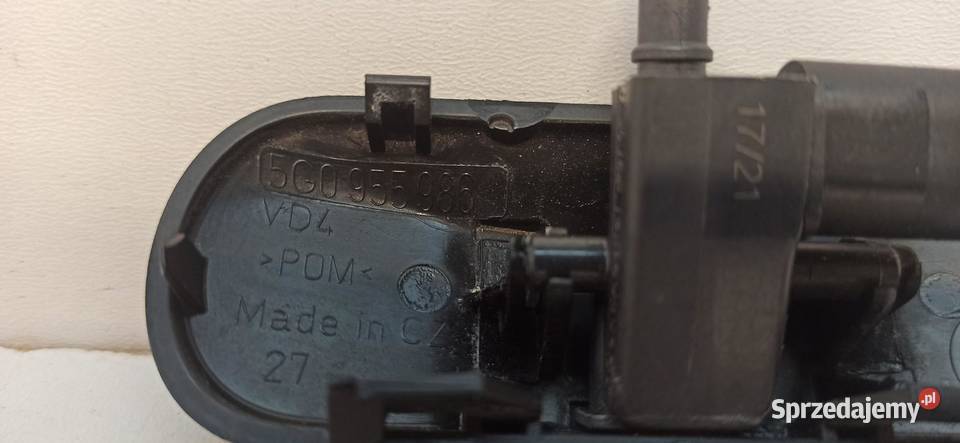 5G0 955 986
VD4
>POM<
Made in CZ
27
17/21
Sprzedajemy.pl